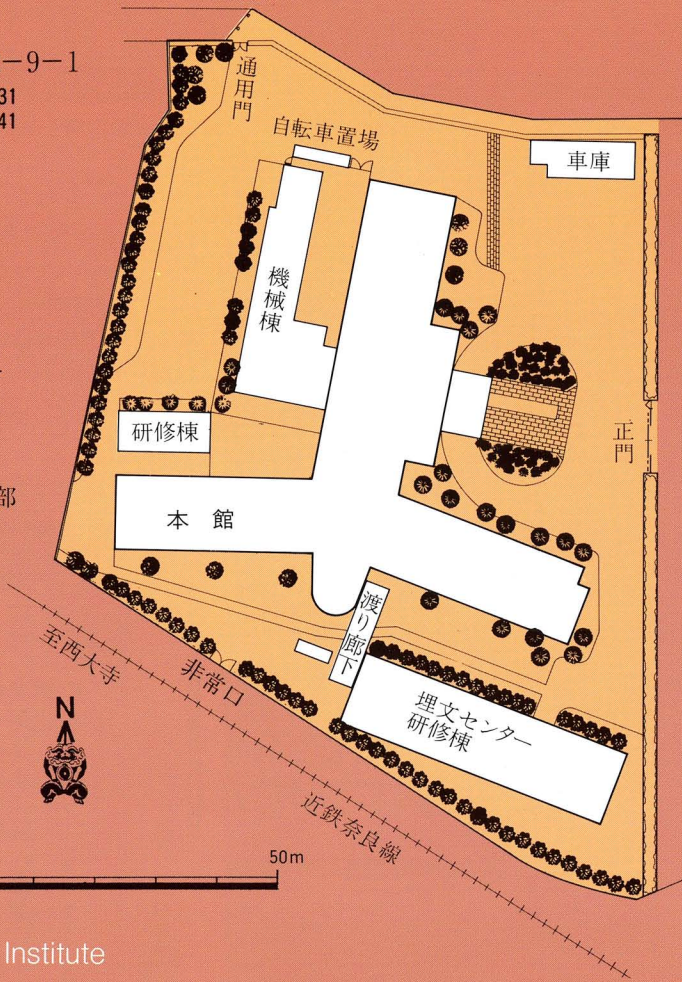 -9-1
31
41
通用門
自転車置場
車庫
機械棟
正門
研修棟
部
本 館
渡り廊下
至西大寺
非常口
埋文センター
研修棟
N
近鉄奈良線
50m
Institute